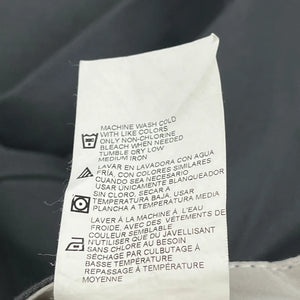 MACHINE WASH COLD
WITH LIKE COLORS
ONLY NON-CHLORINE
BLEACH WHEN NEEDED
TUMBLE DRY LOW
MEDIUM IRON
LAVAR EN LAVADORA CON AGUA
FRÍA, CON COLORES SIMILARES
CUANDO SEA NECESARIO,
USAR ÚNICAMENTE BLANQUEADOR
SIN CLORO, SECAR A
TEMPERATURA BAJA, USAR
PLANCHA A TEMPERATURA MEDIA
LAVER À LA MACHINE À L'EAU
FROIDE, AVEC DES VÊTEMENTS DE
COULEUR SEMBLABLE
N'UTILISER QUE DU JAVELLISANT
SANS CHLORE AU BESOIN
SÉCHAGE PAR CULBUTAGE À
BASSE TEMPÉRATURE
REPASSAGE À TEMPÉRATURE
MOYENNE